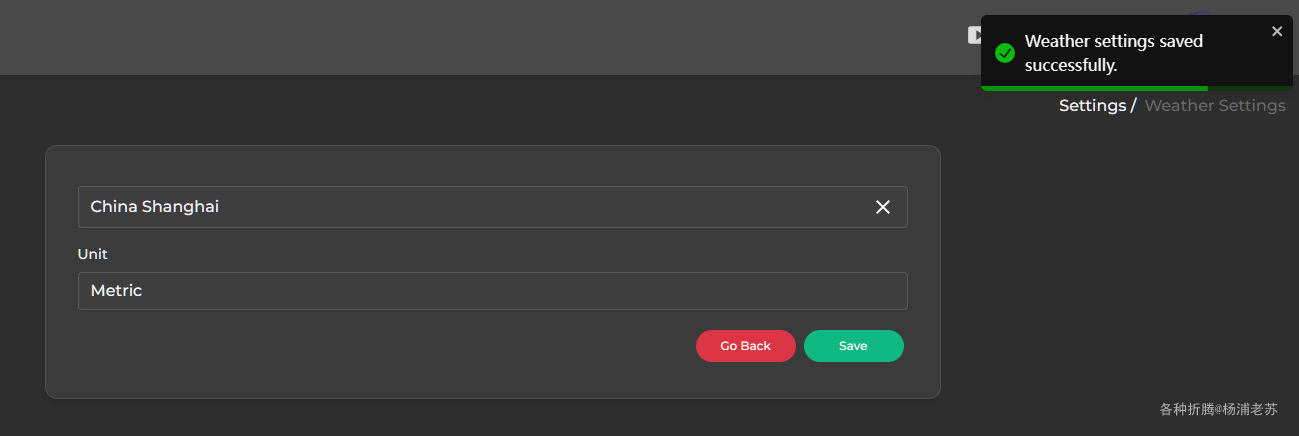 Weather settings saved
successfully.
Settings / Weather Settings
China Shanghai
Unit
Metric
Go Back
Save
各种折腾@杨浦老苏